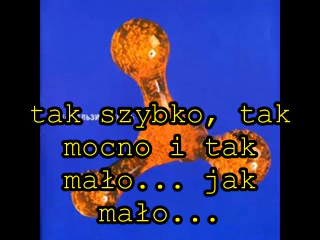 tak szybko, tak
mocno i tak
mało... jak
mało...